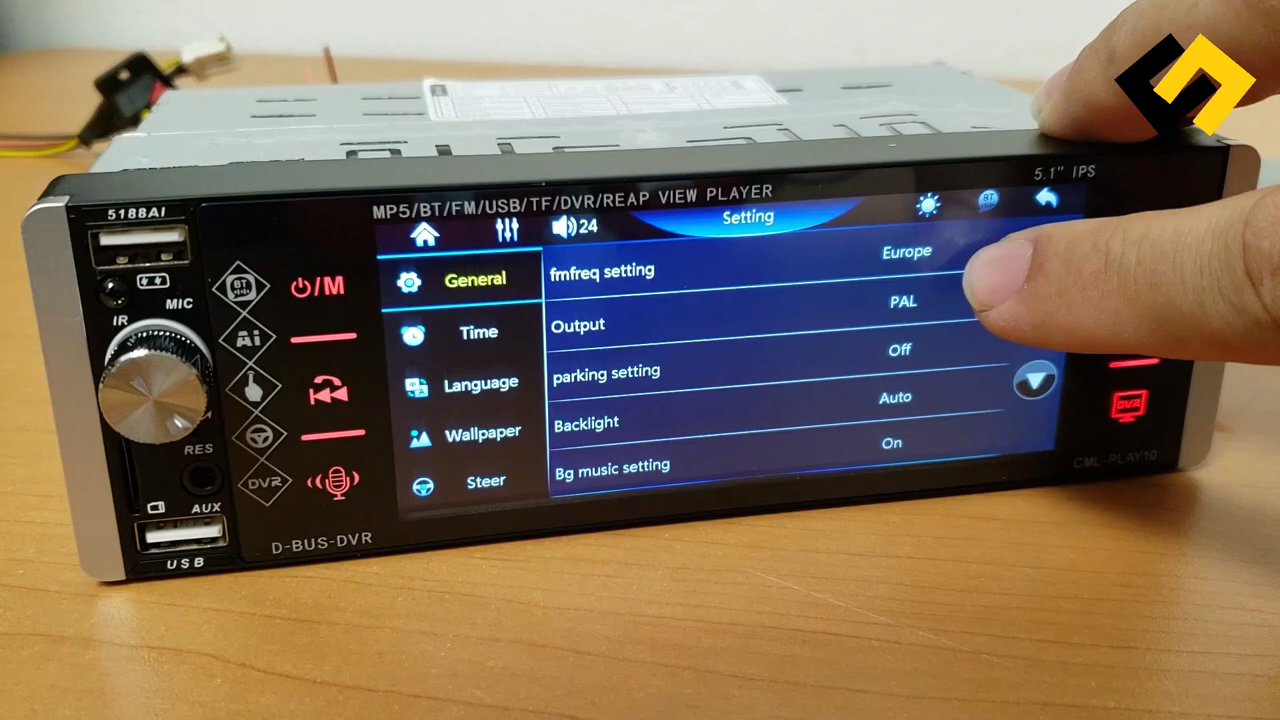 5188AI
MP5/BT/FM/USB/TF/DVR/REAP VIEW PLAYER
5.1" IPS
24
Setting
BT
General
Time
Language
Wallpaper
Steer
fmfreq setting
Europe
Output
PAL
parking setting
Off
Backlight
Auto
Bg music setting
On
MIC
IR
BT
Ai
DVR
/M
RES
AUX
USB
D-BUS-DVR
DVR
CML-PLAY10